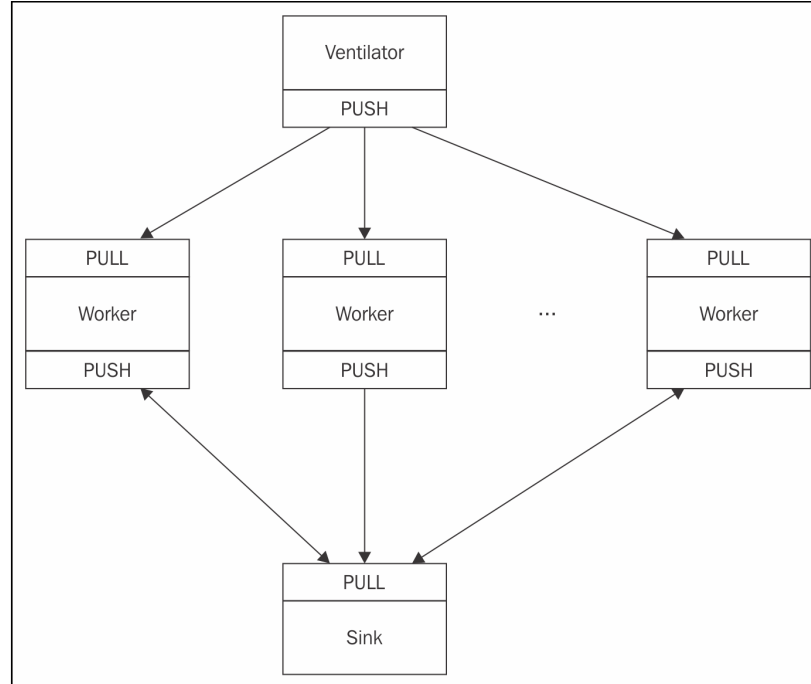 Ventilator
PUSH
PULL
PULL
PULL
Worker
Worker
...
Worker
PUSH
PUSH
PUSH
PULL
Sink